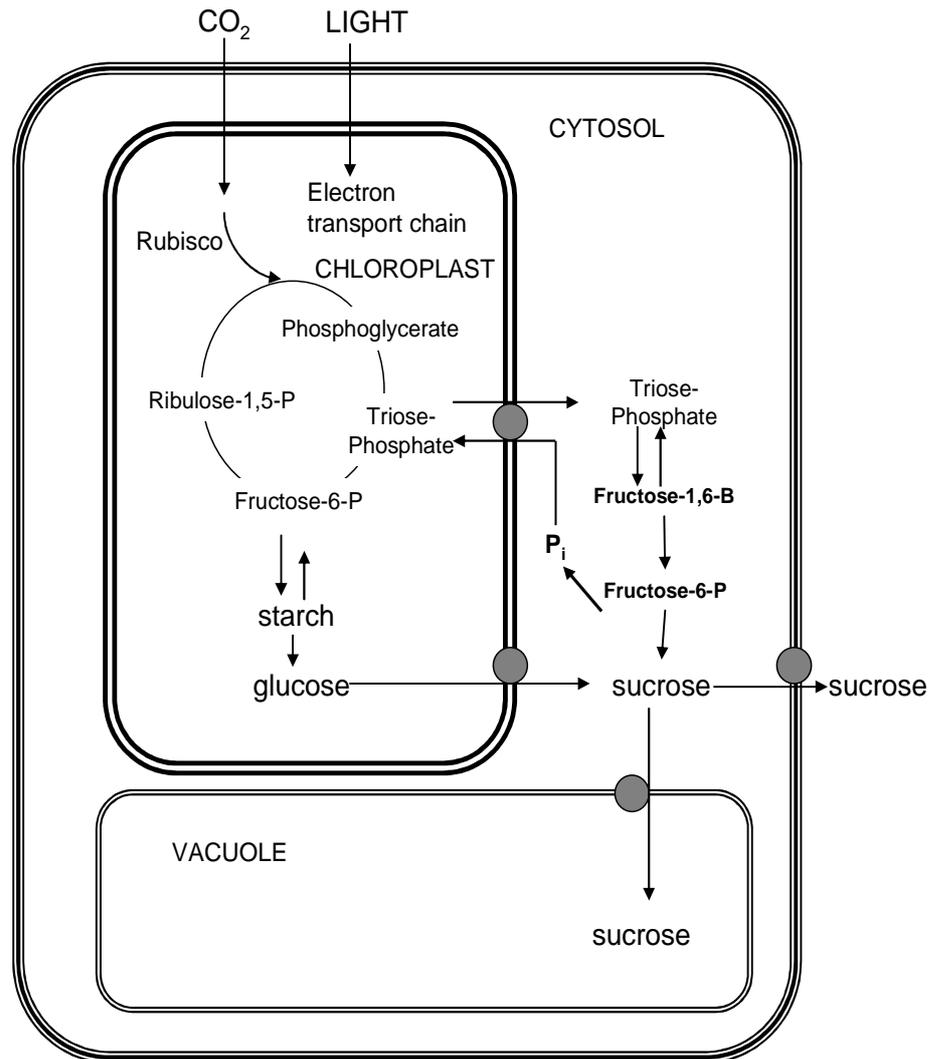 CO2
LIGHT
CYTOSOL
Electron
transport chain
Rubisco
CHLOROPLAST
Phosphoglycerate
Ribulose-1,5-P
Triose-
Phosphate
Triose-
Phosphate
Fructose-1,6-B
Fructose-6-P
Pi
Fructose-6-P
starch
glucose
sucrose
sucrose
VACUOLE
sucrose